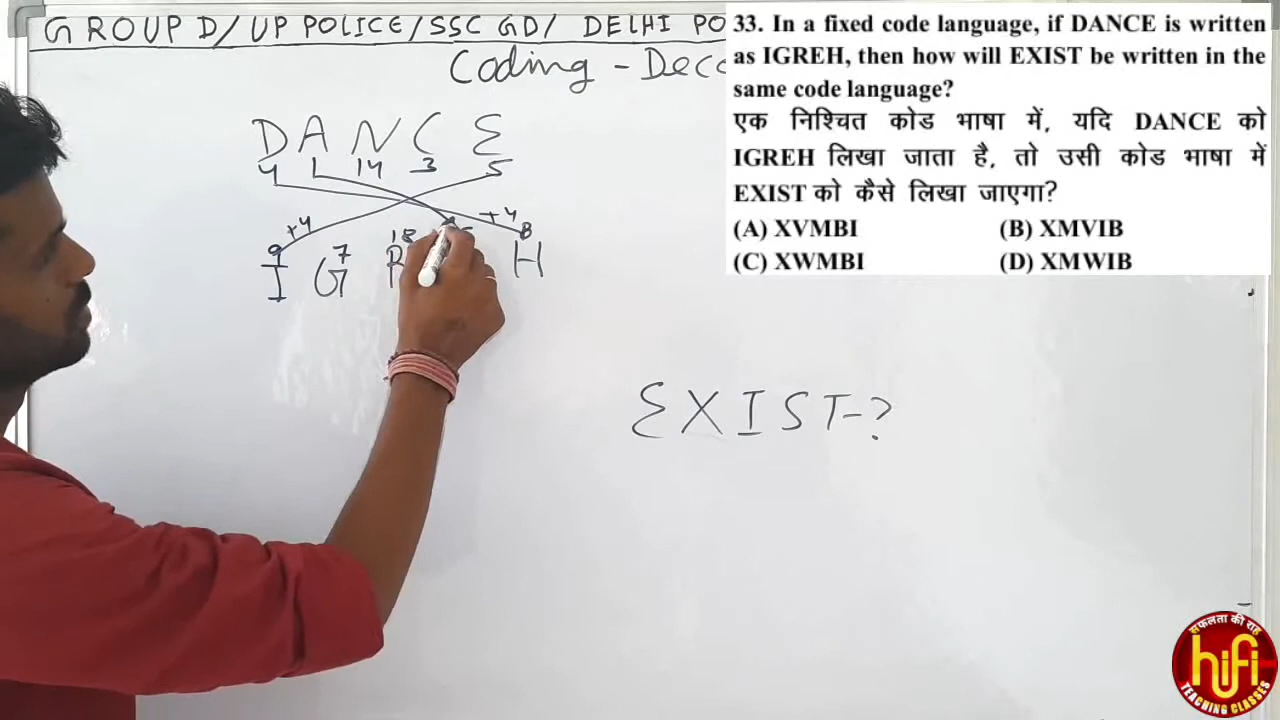 GROUP D/ UP POLICE/SSC GD/ DELHI PO
Coding - Deco
33. In a fixed code language, if DANCE is written
as IGREH, then how will EXIST be written in the
same code language?
एक निश्चित कोड भाषा में, यदि DANCE को
IGREH लिखा जाता है, तो उसी कोड भाषा में
EXIST को कैसे लिखा जाएगा?
(A) XVMBI (B) XMVIB
(C) XWMBI (D) XMWIB
D A N C E
4 1 14 3 5
+4 +4
9 7 18 8
I G R H
EXIST-?
सफलता की राह
hifi
TEACHING CLASSES